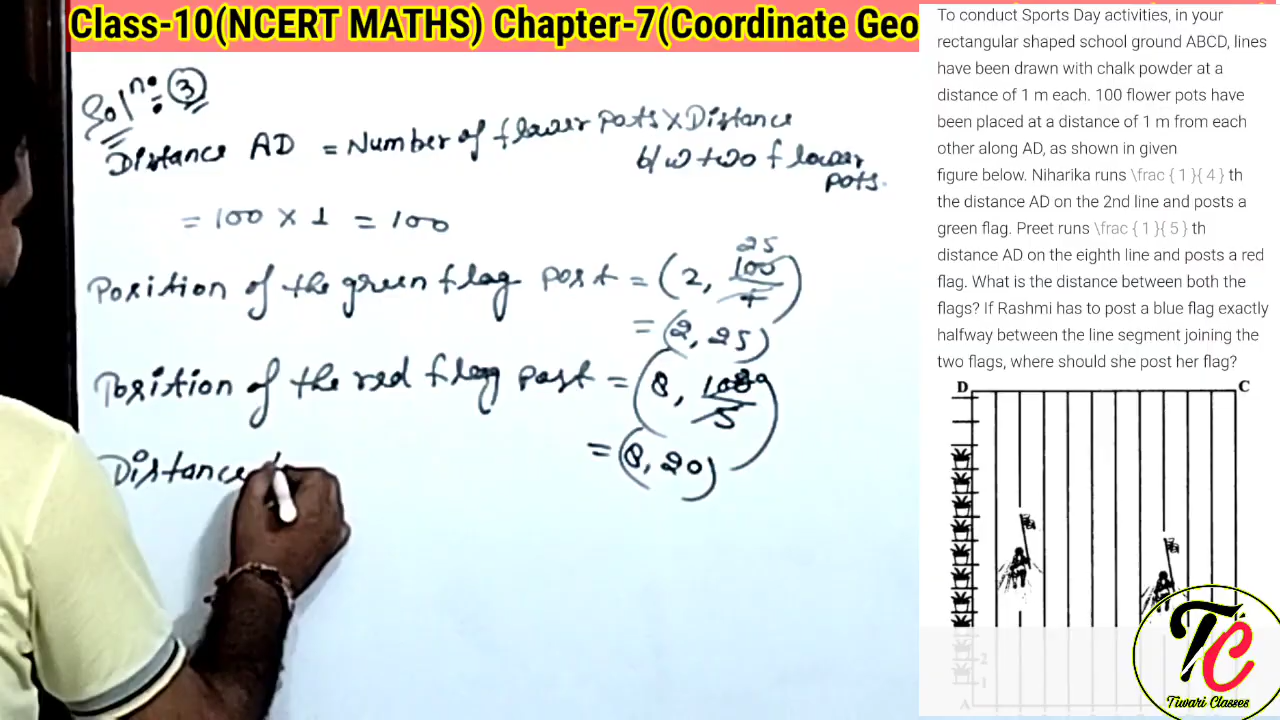 Class-10(NCERT MATHS) Chapter-7(Coordinate Geo
Solⁿ: ③
Distance AD = Number of flower pots × Distance
b/w two flower
pots.
= 100 × 1 = 100
Position of the green flag post = (2, 100/4) 25
= (2, 25)
Position of the red flag post = (8, 100/5)
= (8, 20)
Distance
To conduct Sports Day activities, in your
rectangular shaped school ground ABCD, lines
have been drawn with chalk powder at a
distance of 1 m each. 100 flower pots have
been placed at a distance of 1 m from each
other along AD, as shown in given
figure below. Niharika runs \frac { 1 }{ 4 } th
the distance AD on the 2nd line and posts a
green flag. Preet runs \frac { 1 }{ 5 } th
distance AD on the eighth line and posts a red
flag. What is the distance between both the
flags? If Rashmi has to post a blue flag exactly
halfway between the line segment joining the
two flags, where should she post her flag?
D C
2
1
A
TC
Tiwari Classes